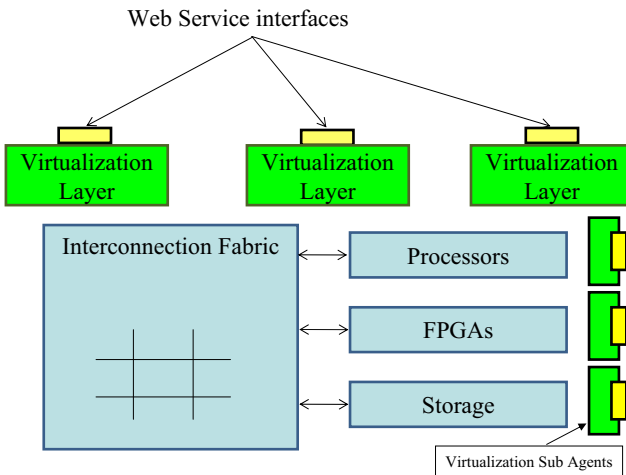 Web Service interfaces
Virtualization
Layer
Virtualization
Layer
Virtualization
Layer
Interconnection Fabric
Processors
FPGAs
Storage
Virtualization Sub Agents